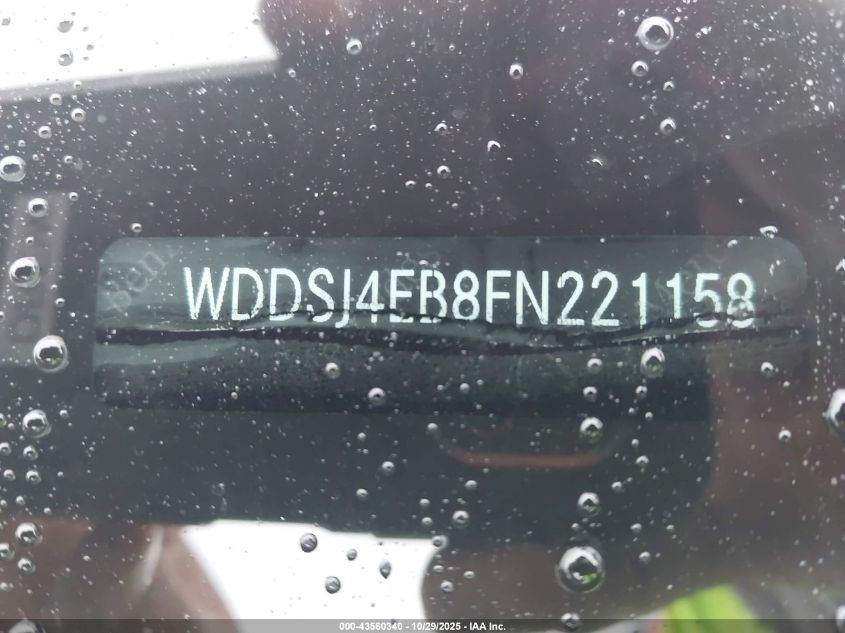 WDDSJ4EB8FN221158
000-43560340 - 10/29/2025 - IAA Inc.